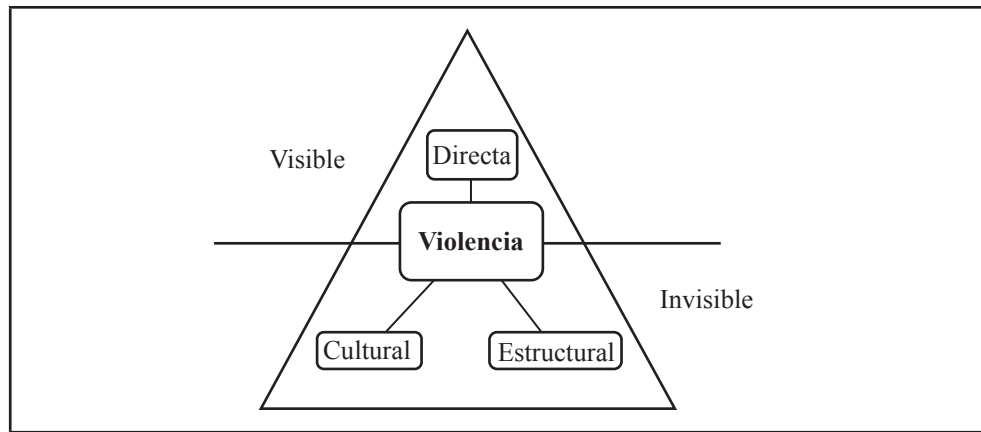 Directa
Visible
Violencia
Invisible
Cultural
Estructural